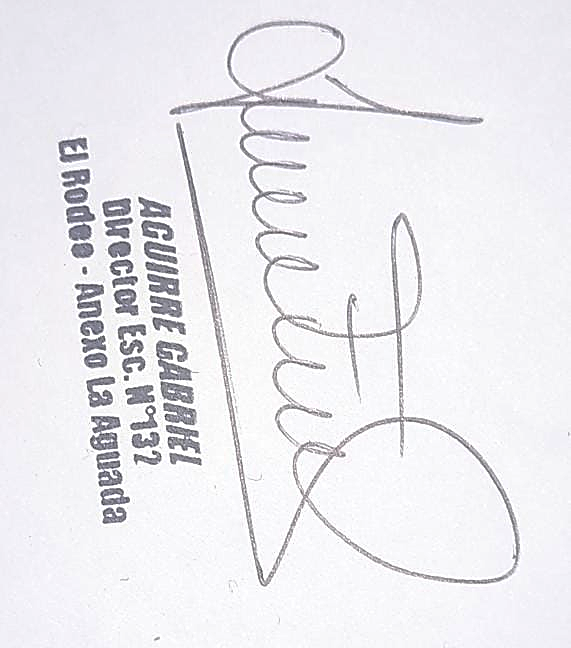 AGUIRRE GABRIEL
Director Esc. N°132
El Rodeo - Anexo La Aguada